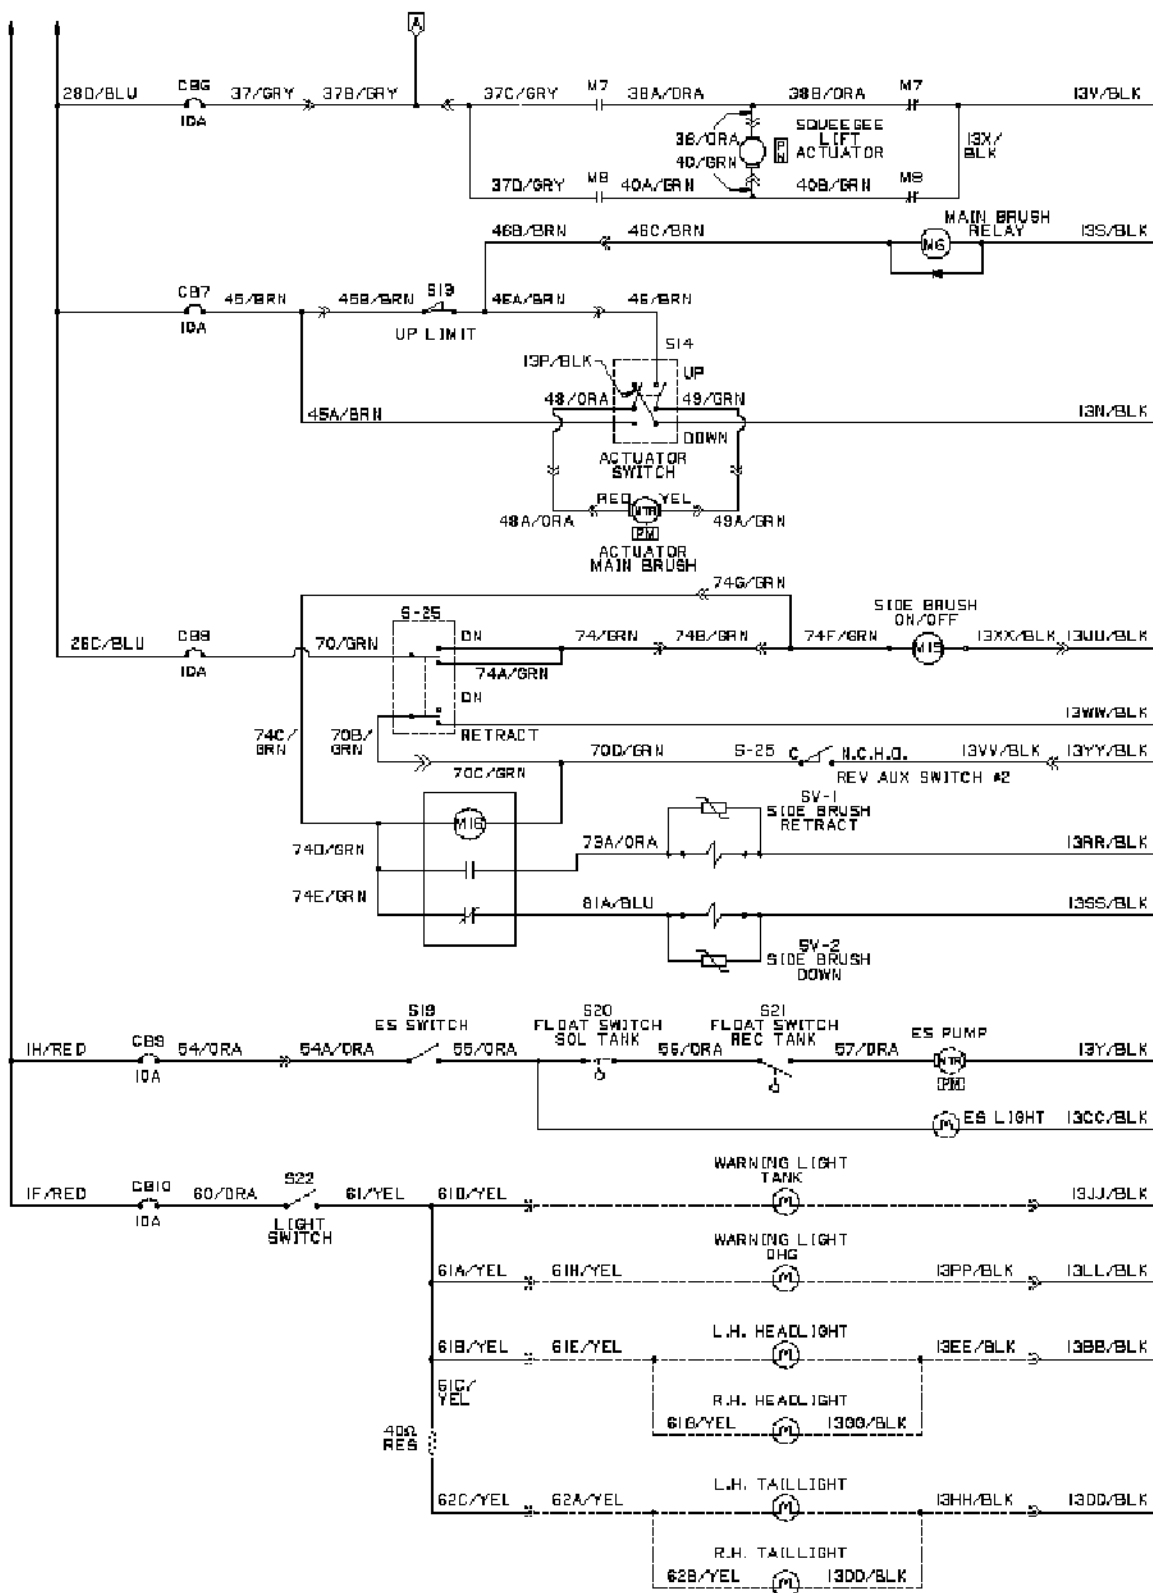 A
28D/BLU CB6 37/GRY 37B/GRY 37C/GRY M7 38A/ORA 38B/ORA M7 13V/BLK
10A
38/ORA SQUEEGEE
LIFT
ACTUATOR
PM
40/GRN
13X/
BLK
37D/GRY M8 40A/GRN 40B/GRN M8
46B/BRN 46C/BRN MAIN BRUSH
RELAY
M6
13S/BLK
CB7 45/BRN 45B/BRN S13 46A/BRN 46/BRN
10A
UP LIMIT
S14
13P/BLK
UP
48/ORA 49/GRN
45A/BRN 13N/BLK
DOWN
ACTUATOR
SWITCH
RED MTR YEL
48A/ORA 49A/GRN
PM
ACTUATOR
MAIN BRUSH
74G/GRN
S-25 SIDE BRUSH
ON/OFF
28C/BLU CB8 70/GRN ON 74/GRN 74B/GRN 74F/GRN M15 13XX/BLK 13UU/BLK
10A
74A/GRN
ON
13WW/BLK
74C/
GRN
70B/
GRN
RETRACT
70D/GRN S-25 C N.C.H.O. 13VV/BLK 13YY/BLK
70C/GRN REV AUX SWITCH #2
M16
SV-1
SIDE BRUSH
RETRACT
74D/GRN 73A/ORA 13RR/BLK
74E/GRN 81A/BLU 13SS/BLK
SV-2
SIDE BRUSH
DOWN
S19
ES SWITCH
S20
FLOAT SWITCH
SOL TANK
S21
FLOAT SWITCH
REC TANK
ES PUMP
1H/RED CB9 54/ORA 54A/ORA 55/ORA 56/ORA 57/ORA MTR 13Y/BLK
10A
PM
ES LIGHT 13CC/BLK
WARNING LIGHT
TANK
1F/RED CB10 60/ORA S22 61/YEL 61D/YEL 13JJ/BLK
10A
LIGHT
SWITCH
WARNING LIGHT
OHG
61A/YEL 61H/YEL 13PP/BLK 13LL/BLK
L.H. HEADLIGHT
61B/YEL 61E/YEL 13EE/BLK 13BB/BLK
61C/
YEL
R.H. HEADLIGHT
61G/YEL 13GG/BLK
40Ω
RES
L.H. TAILLIGHT
62C/YEL 62A/YEL 13HH/BLK 13DD/BLK
R.H. TAILLIGHT
62B/YEL 13DD/BLK